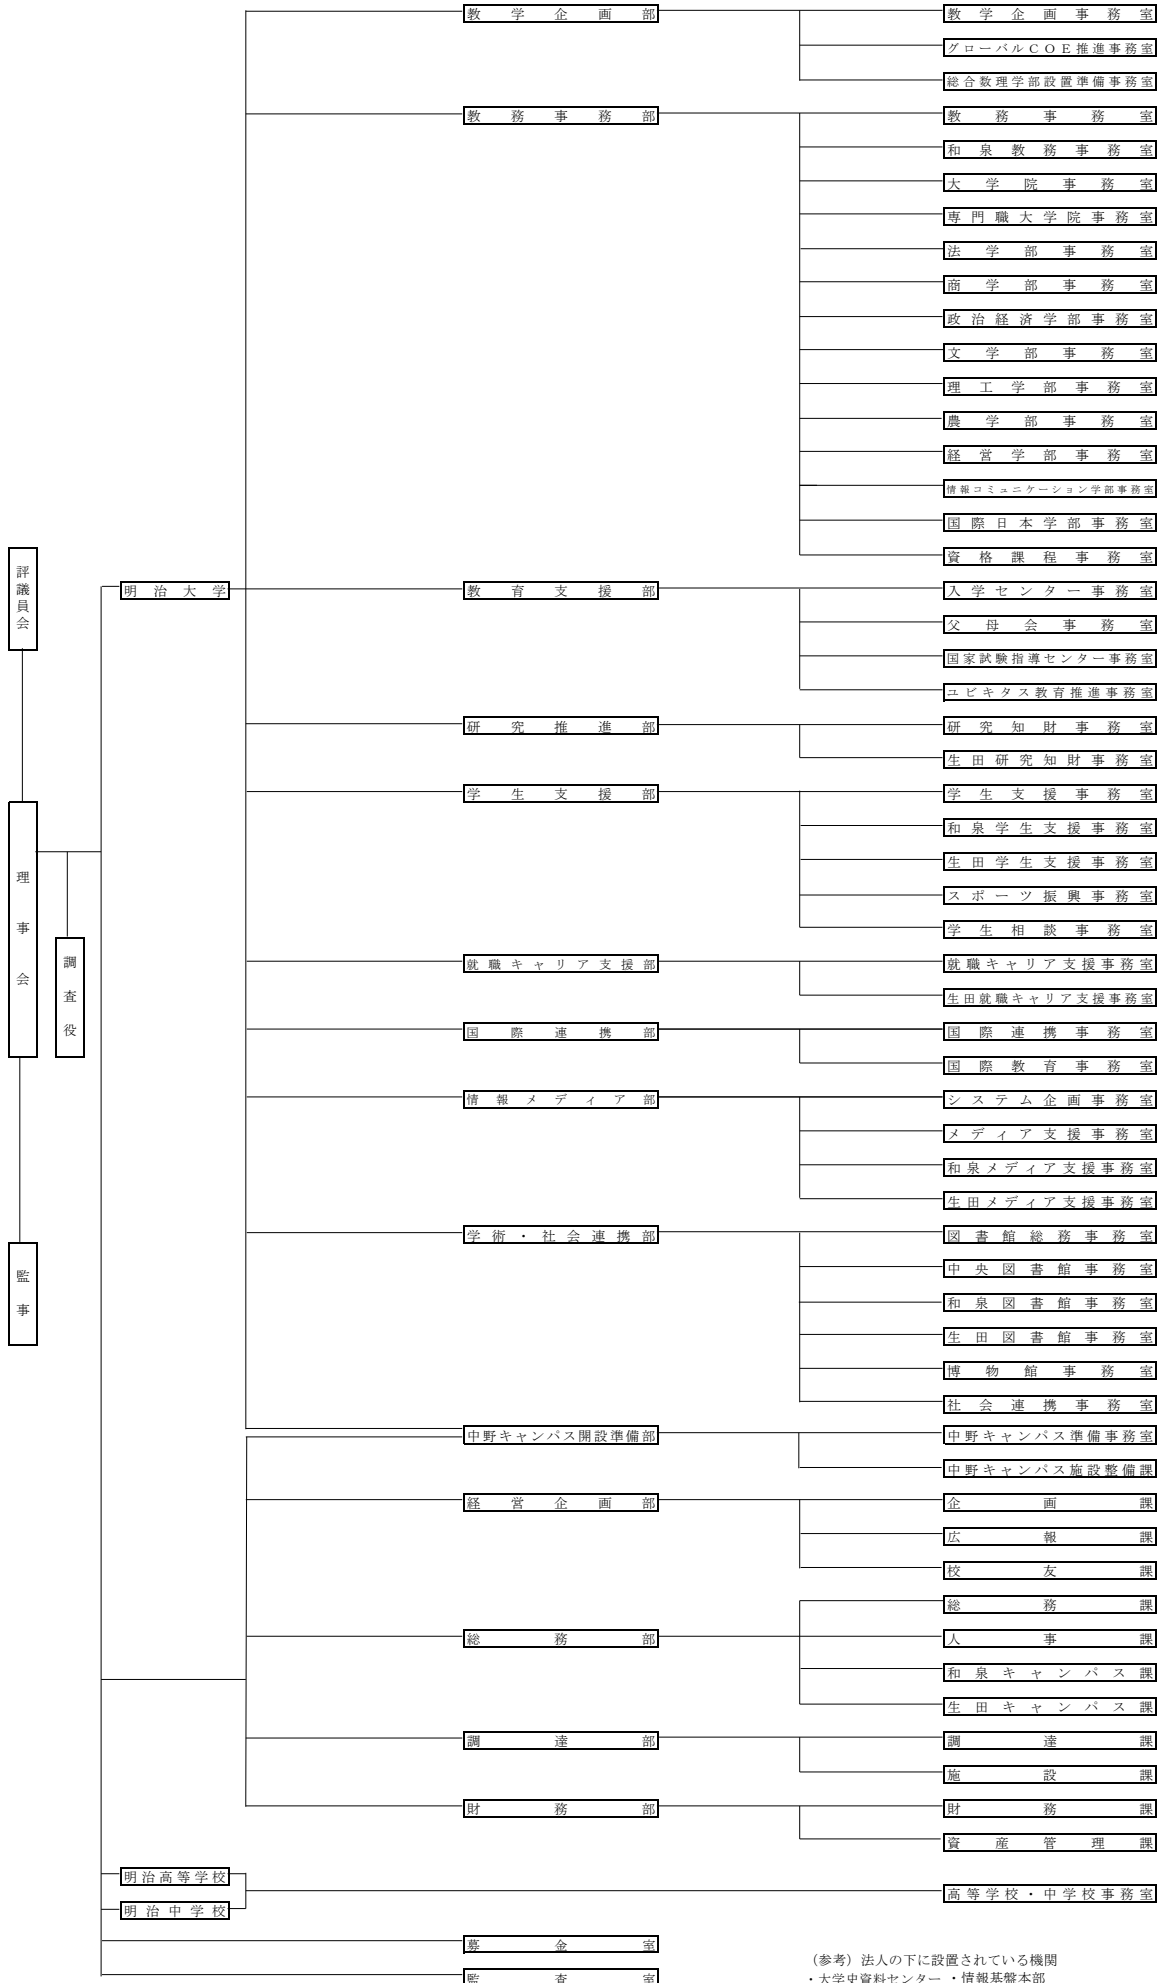 教学企画部
教学企画事務室
グローバルCOE推進事務室
総合数理学部設置準備事務室
教務事務部
教務事務室
和泉教務事務室
大学院事務室
専門職大学院事務室
法学部事務室
商学部事務室
政治経済学部事務室
文学部事務室
理工学部事務室
農学部事務室
経営学部事務室
情報コミュニケーション学部事務室
国際日本学部事務室
資格課程事務室
評議員会
明治大学
教育支援部
入学センター事務室
父母会事務室
国家試験指導センター事務室
ユビキタス教育推進事務室
研究推進部
研究知財事務室
生田研究知財事務室
理事会
調査役
学生支援部
学生支援事務室
和泉学生支援事務室
生田学生支援事務室
スポーツ振興事務室
学生相談事務室
就職キャリア支援部
就職キャリア支援事務室
生田就職キャリア支援事務室
国際連携部
国際連携事務室
国際教育事務室
情報メディア部
システム企画事務室
メディア支援事務室
和泉メディア支援事務室
生田メディア支援事務室
監事
学術・社会連携部
図書館総務事務室
中央図書館事務室
和泉図書館事務室
生田図書館事務室
博物館事務室
社会連携事務室
中野キャンパス開設準備部
中野キャンパス準備事務室
中野キャンパス施設整備課
経営企画部
企画課
広報課
校友課
総務部
総務課
人事課
和泉キャンパス課
生田キャンパス課
調達部
調達課
施設課
財務部
財務課
資産管理課
明治高等学校
明治中学校
高等学校・中学校事務室
募金室
監査室
(参考)法人の下に設置されている機関
・大学史資料センター ・情報基盤本部